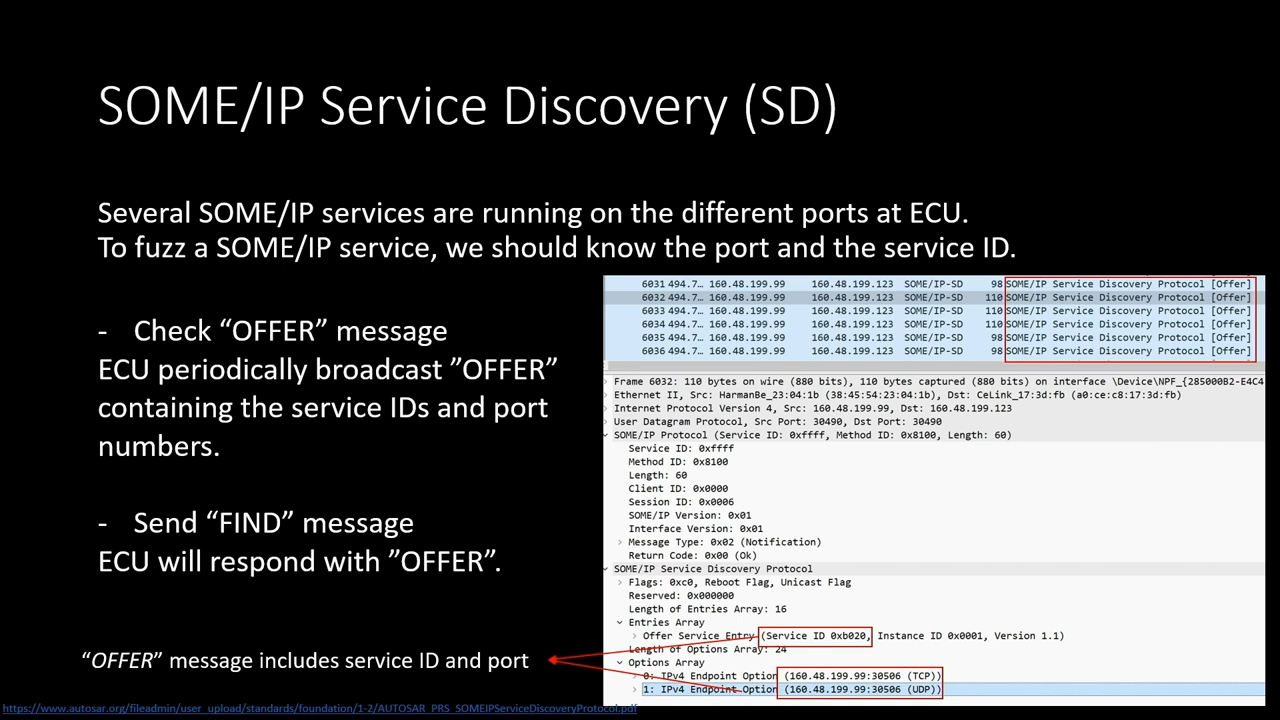 SOME/IP Service Discovery (SD)
Several SOME/IP services are running on the different ports at ECU.
To fuzz a SOME/IP service, we should know the port and the service ID.
- Check “OFFER” message
ECU periodically broadcast ”OFFER”
containing the service IDs and port
numbers.
- Send “FIND” message
ECU will respond with ”OFFER”.
“OFFER” message includes service ID and port
https://www.autosar.org/fileadmin/user_upload/standards/foundation/1-2/AUTOSAR_PRS_SOMEIPServiceDiscoveryProtocol.pdf
6031 494.7… 160.48.199.99 160.48.199.123 SOME/IP-SD 98 SOME/IP Service Discovery Protocol [Offer]
6032 494.7… 160.48.199.99 160.48.199.123 SOME/IP-SD 110 SOME/IP Service Discovery Protocol [Offer]
6033 494.7… 160.48.199.99 160.48.199.123 SOME/IP-SD 110 SOME/IP Service Discovery Protocol [Offer]
6034 494.7… 160.48.199.99 160.48.199.123 SOME/IP-SD 110 SOME/IP Service Discovery Protocol [Offer]
6035 494.7… 160.48.199.99 160.48.199.123 SOME/IP-SD 98 SOME/IP Service Discovery Protocol [Offer]
6036 494.7… 160.48.199.99 160.48.199.123 SOME/IP-SD 98 SOME/IP Service Discovery Protocol [Offer]
Frame 6032: 110 bytes on wire (880 bits), 110 bytes captured (880 bits) on interface \Device\NPF_{285000B2-E4C4
Ethernet II, Src: HarmanBe_23:04:1b (38:45:54:23:04:1b), Dst: CeLink_17:3d:fb (a0:ce:c8:17:3d:fb)
Internet Protocol Version 4, Src: 160.48.199.99, Dst: 160.48.199.123
User Datagram Protocol, Src Port: 30490, Dst Port: 30490
SOME/IP Protocol (Service ID: 0xffff, Method ID: 0x8100, Length: 60)
Service ID: 0xffff
Method ID: 0x8100
Length: 60
Client ID: 0x0000
Session ID: 0x0006
SOME/IP Version: 0x01
Interface Version: 0x01
Message Type: 0x02 (Notification)
Return Code: 0x00 (Ok)
SOME/IP Service Discovery Protocol
Flags: 0xc0, Reboot Flag, Unicast Flag
Reserved: 0x000000
Length of Entries Array: 16
Entries Array
Offer Service Entry (Service ID 0xb020, Instance ID 0x0001, Version 1.1)
Length of Options Array: 24
Options Array
0: IPv4 Endpoint Option (160.48.199.99:30506 (TCP))
1: IPv4 Endpoint Option (160.48.199.99:30506 (UDP))